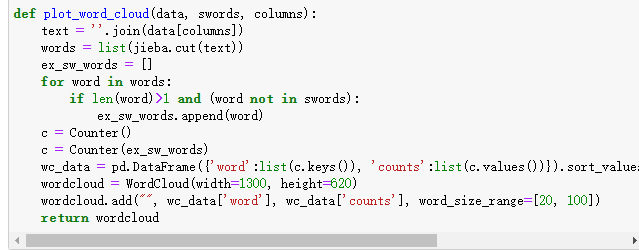 def plot_word_cloud(data, swords, columns):
    text = ''.join(data[columns])
    words = list(jieba.cut(text))
    ex_sw_words = []
    for word in words:
        if len(word)>1 and (word not in swords):
            ex_sw_words.append(word)
    c = Counter()
    c = Counter(ex_sw_words)
    wc_data = pd.DataFrame({'word':list(c.keys()), 'counts':list(c.values())}).sort_values
    wordcloud = WordCloud(width=1300, height=620)
    wordcloud.add("", wc_data['word'], wc_data['counts'], word_size_range=[20, 100])
    return wordcloud